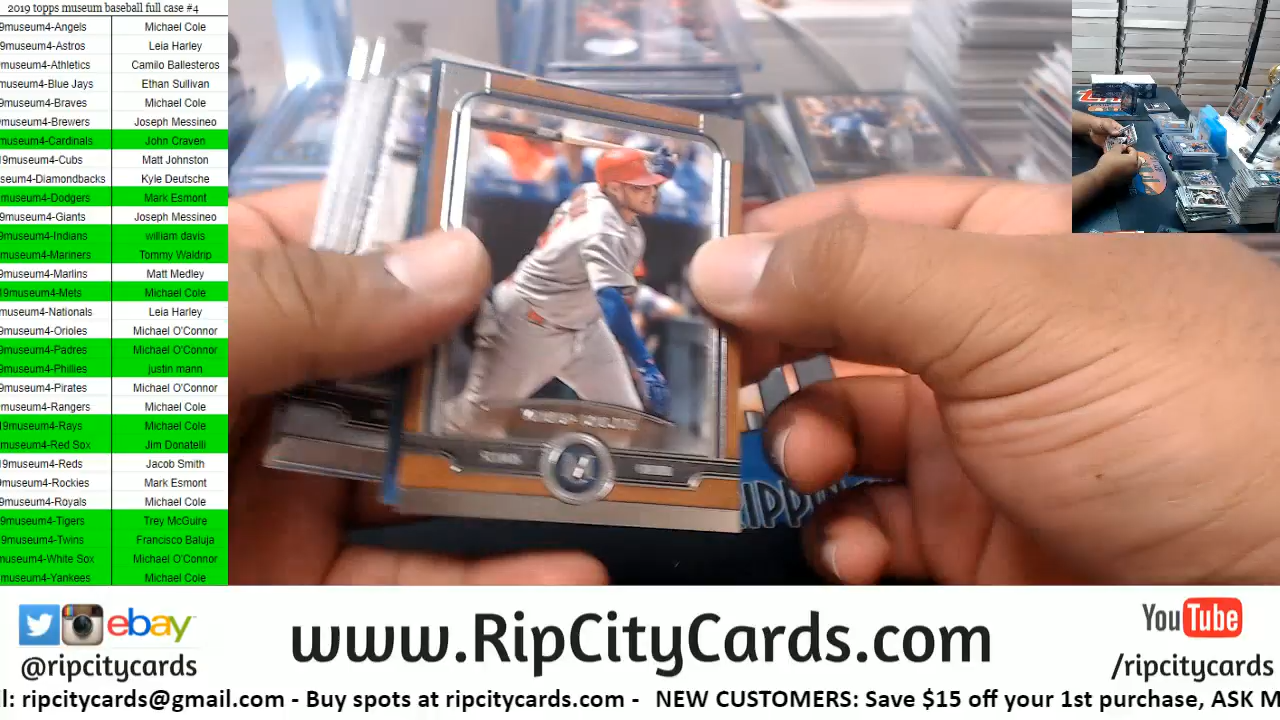 2019 topps museum baseball full case #4
9museum4-Angels Michael Cole
9museum4-Astros Leia Harley
9museum4-Athletics Camilo Ballesteros
museum4-Blue Jays Ethan Sullivan
9museum4-Braves Michael Cole
9museum4-Brewers Joseph Messineo
museum4-Cardinals John Craven
19museum4-Cubs Matt Johnston
seum4-Diamondbacks Kyle Deutsche
9museum4-Dodgers Mark Esmont
9museum4-Giants Joseph Messineo
9museum4-Indians william davis
9museum4-Mariners Tommy Waldrip
9museum4-Marlins Matt Medley
19museum4-Mets Michael Cole
museum4-Nationals Leia Harley
9museum4-Orioles Michael O'Connor
9museum4-Padres Michael O'Connor
9museum4-Phillies justin mann
9museum4-Pirates Michael O'Connor
9museum4-Rangers Michael Cole
19museum4-Rays Michael Cole
museum4-Red Sox Jim Donatelli
19museum4-Reds Jacob Smith
9museum4-Rockies Mark Esmont
9museum4-Royals Michael Cole
9museum4-Tigers Trey McGuire
9museum4-Twins Francisco Baluja
museum4-White Sox Michael O'Connor
museum4-Yankees Michael Cole
ebay
@ripcitycards
www.RipCityCards.com
YouTube
/ripcitycards
l: ripcitycards@gmail.com - Buy spots at ripcitycards.com - NEW CUSTOMERS: Save $15 off your 1st purchase, ASK M